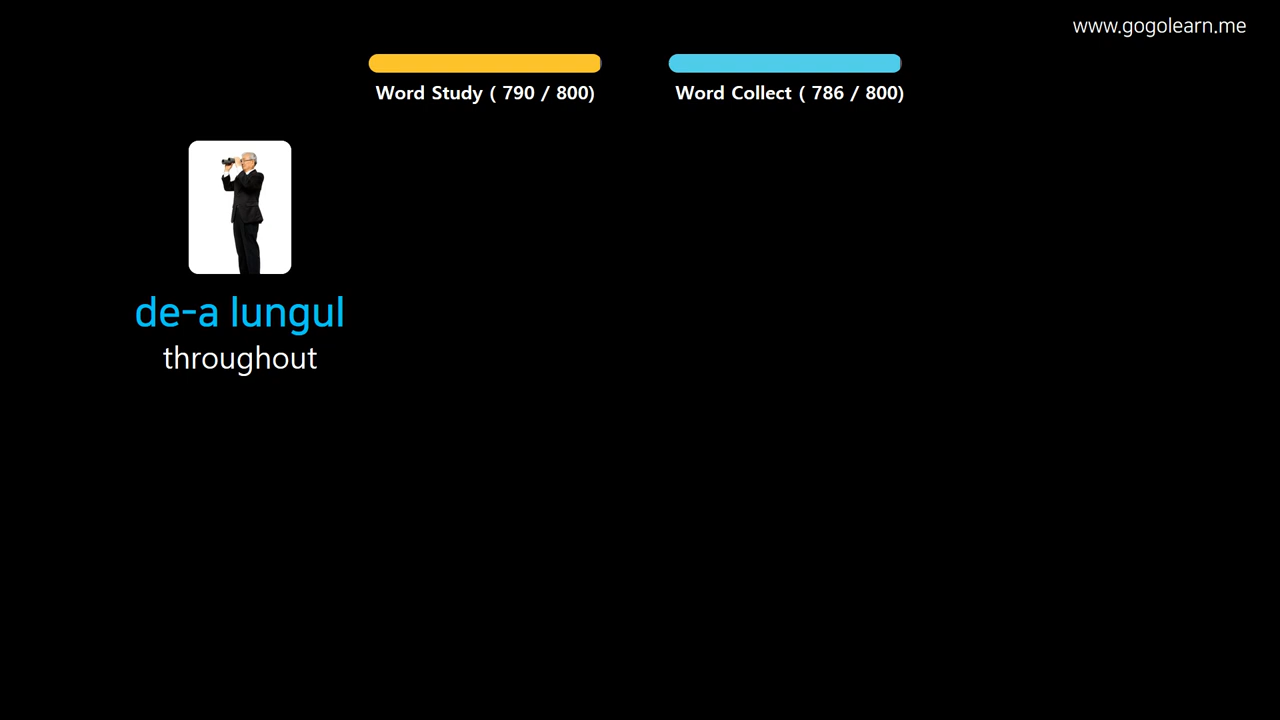 www.gogolearn.me
Word Study ( 790 / 800)
Word Collect ( 786 / 800)
de-a lungul
throughout